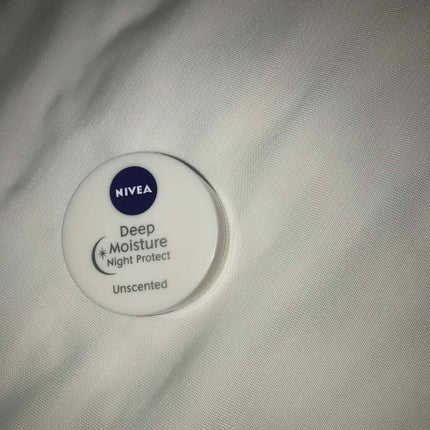 NIVEA
Deep
Moisture
Night Protect
Unscented